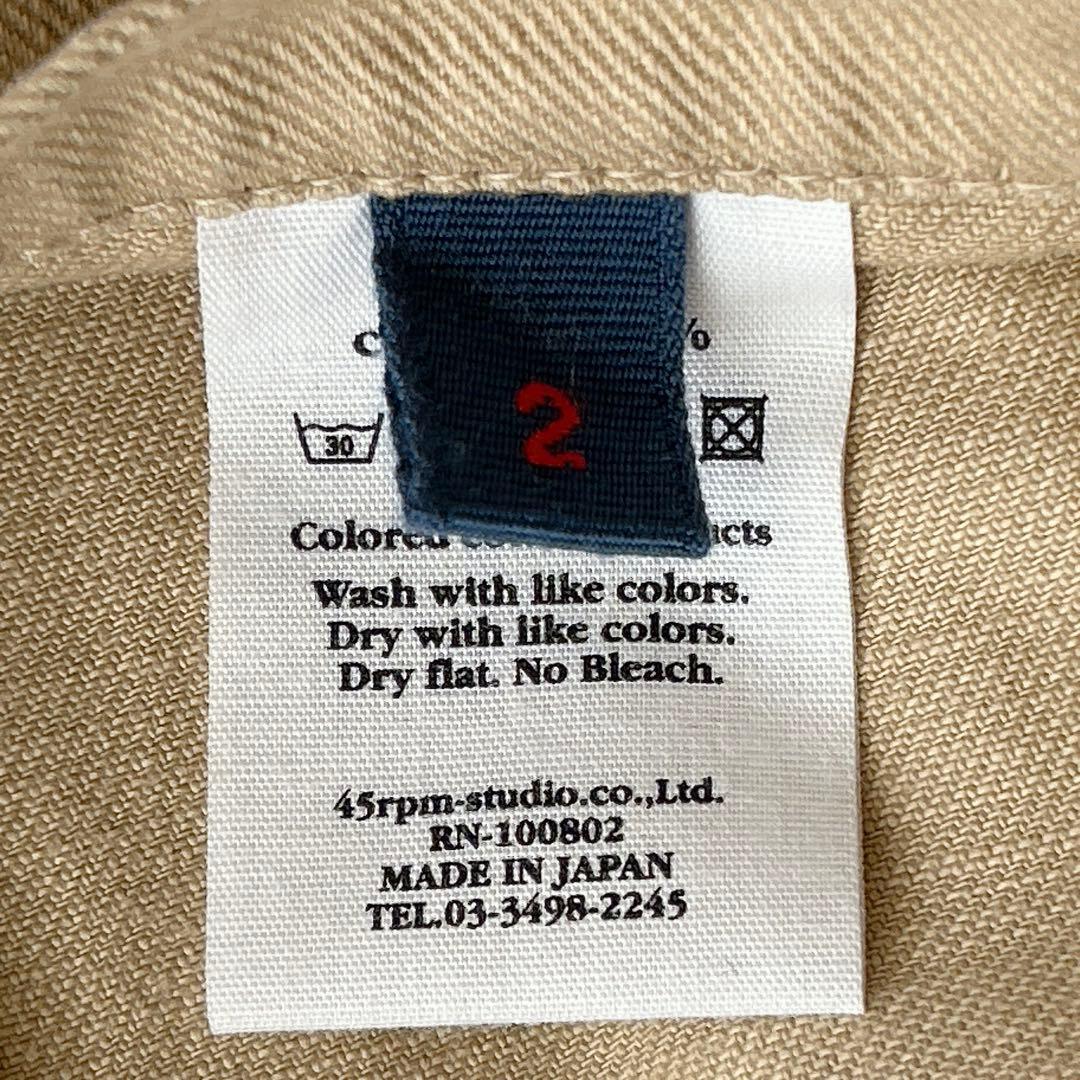 2
30
Wash with like colors.
Dry with like colors.
Dry flat. No Bleach.
45rpm-studio.co.,Ltd.
RN-100802
MADE IN JAPAN
TEL.03-3498-2245